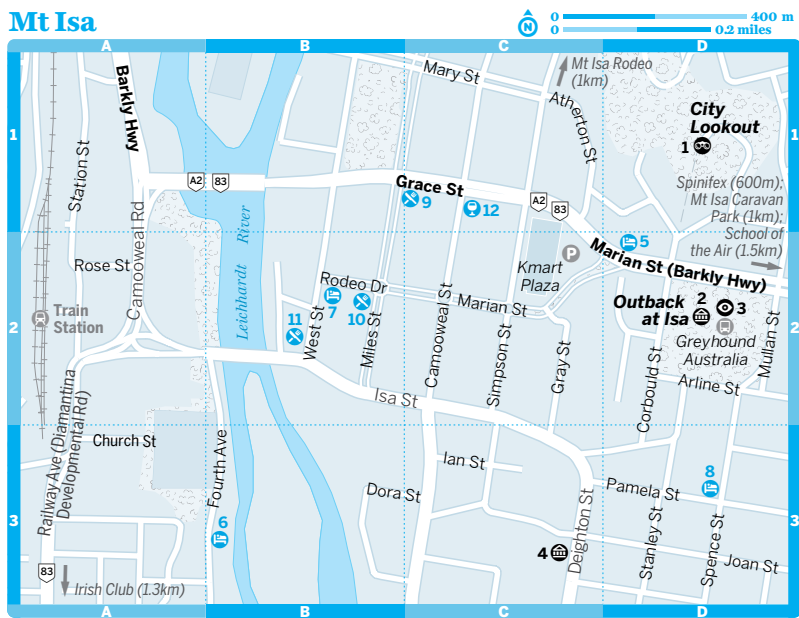 Mt Isa
N
0 400 m
0 0.2 miles
A B C D
1
Barkly Hwy
Station St
Mary St
Mt Isa Rodeo
(1km)
Atherton St
City
Lookout
1
Spinifex (600m);
Mt Isa Caravan
Park (1km);
School of
the Air (1.5km)
A2 83
Grace St
9
12
A2
83
1
Camooweal Rd
Leichhardt River
Rose St
Train
Station
2
Rodeo Dr
7
10
11
West St
Miles St
Marian St
Camooweal St
Simpson St
Gray St
Kmart
Plaza
P
5
Marian St (Barkly Hwy)
Outback
at Isa
2
3
Greyhound
Australia
Mullan St
Corbould St
Arline St
2
Isa St
Railway Ave (Diamantina
Developmental Rd)
Church St
Fourth Ave
6
Ian St
Dora St
4
Deighton St
Pamela St
8
Stanley St
Spence St
Joan St
3
3
83
Irish Club (1.3km)
A B C D